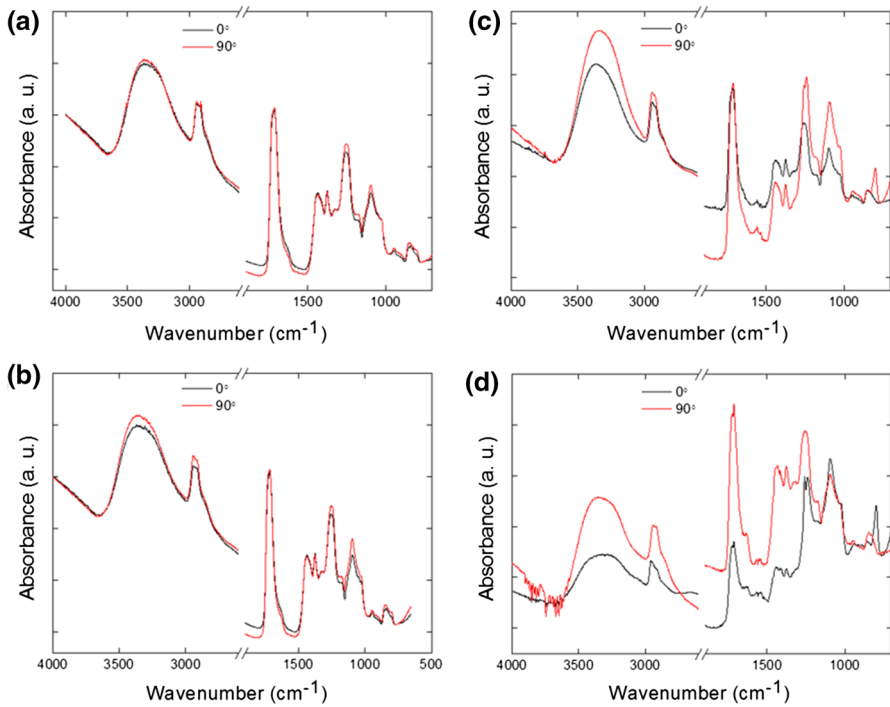 (a)
0°
90°
Absorbance (a. u.)
4000 3500 3000 1500 1000
Wavenumber (cm-1)
(c)
0°
90°
Absorbance (a. u.)
4000 3500 3000 1500 1000
Wavenumber (cm-1)
(b)
0°
90°
Absorbance (a. u.)
4000 3500 3000 1500 1000 500
Wavenumber (cm-1)
(d)
0°
90°
Absorbance (a. u.)
4000 3500 3000 1500 1000
Wavenumber (cm-1)